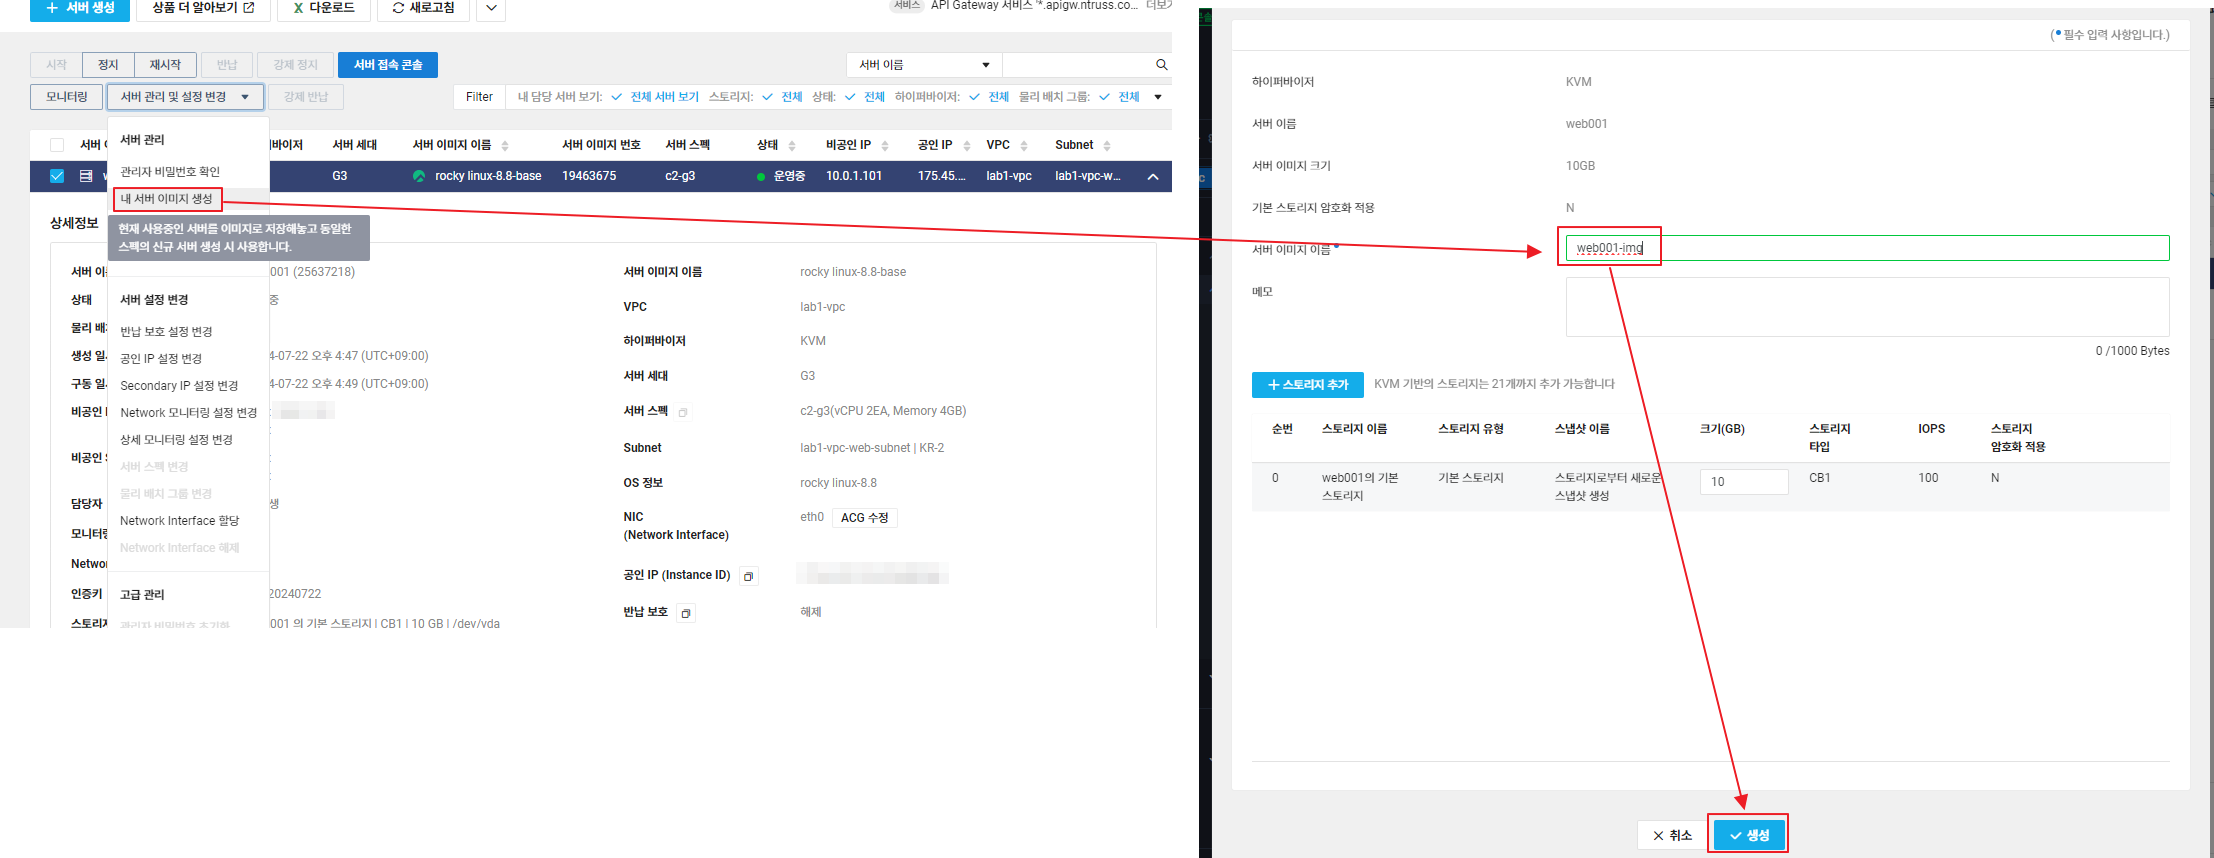 서버 생성
상품 더 알아보기
다운로드
새로고침
서비스 API Gateway 서비스 '*.apigw.ntruss.co... 더보기
시작 정지 재시작 반납 강제 정지 서버 접속 콘솔
서버 이름
모니터링 서버 관리 및 설정 변경 강제 반납
Filter 내 담당 서버 보기: 전체 서버 보기 스토리지: 전체 상태: 전체 하이퍼바이저: 전체 물리 배치 그룹: 전체
바이저 서버 세대 서버 이미지 이름 서버 이미지 번호 서버 스펙 상태 비공인 IP 공인 IP VPC Subnet
G3 rocky linux-8.8-base 19463675 c2-g3 운영중 10.0.1.101 175.45.... lab1-vpc lab1-vpc-w...
서버 관리
관리자 비밀번호 확인
내 서버 이미지 생성
현재 사용중인 서버를 이미지로 저장해놓고 동일한
스펙의 신규 서버 생성 시 사용합니다.
서버 설정 변경
반납 보호 설정 변경
공인 IP 설정 변경
Secondary IP 설정 변경
Network 모니터링 설정 변경
상세 모니터링 설정 변경
서버 스펙 변경
물리 배치 그룹 변경
Network Interface 할당
Network Interface 해제
고급 관리
관리자 비밀번호 초기화
상세정보
서버 이 001 (25637218)
상태 중
물리 배
생성 일 4-07-22 오후 4:47 (UTC+09:00)
구동 일 4-07-22 오후 4:49 (UTC+09:00)
비공인
비공인
담당자
모니터링
Networ
인증키 20240722
스토리지 001 의 기본 스토리지 | CB1 | 10 GB | /dev/vda
서버 이미지 이름 rocky linux-8.8-base
VPC lab1-vpc
하이퍼바이저 KVM
서버 세대 G3
서버 스펙 c2-g3(vCPU 2EA, Memory 4GB)
Subnet lab1-vpc-web-subnet | KR-2
OS 정보 rocky linux-8.8
NIC eth0 ACG 수정
(Network Interface)
공인 IP (Instance ID)
반납 보호 해제
(• 필수 입력 사항입니다.)
하이퍼바이저 KVM
서버 이름 web001
서버 이미지 크기 10GB
기본 스토리지 암호화 적용 N
서버 이미지 이름• web001-img
메모
0 /1000 Bytes
스토리지 추가 KVM 기반의 스토리지는 21개까지 추가 가능합니다
순번 스토리지 이름 스토리지 유형 스냅샷 이름 크기(GB) 스토리지 타입 IOPS 스토리지 암호화 적용
0 web001의 기본 스토리지 기본 스토리지 스토리지로부터 새로운 스냅샷 생성 10 CB1 100 N
취소 생성